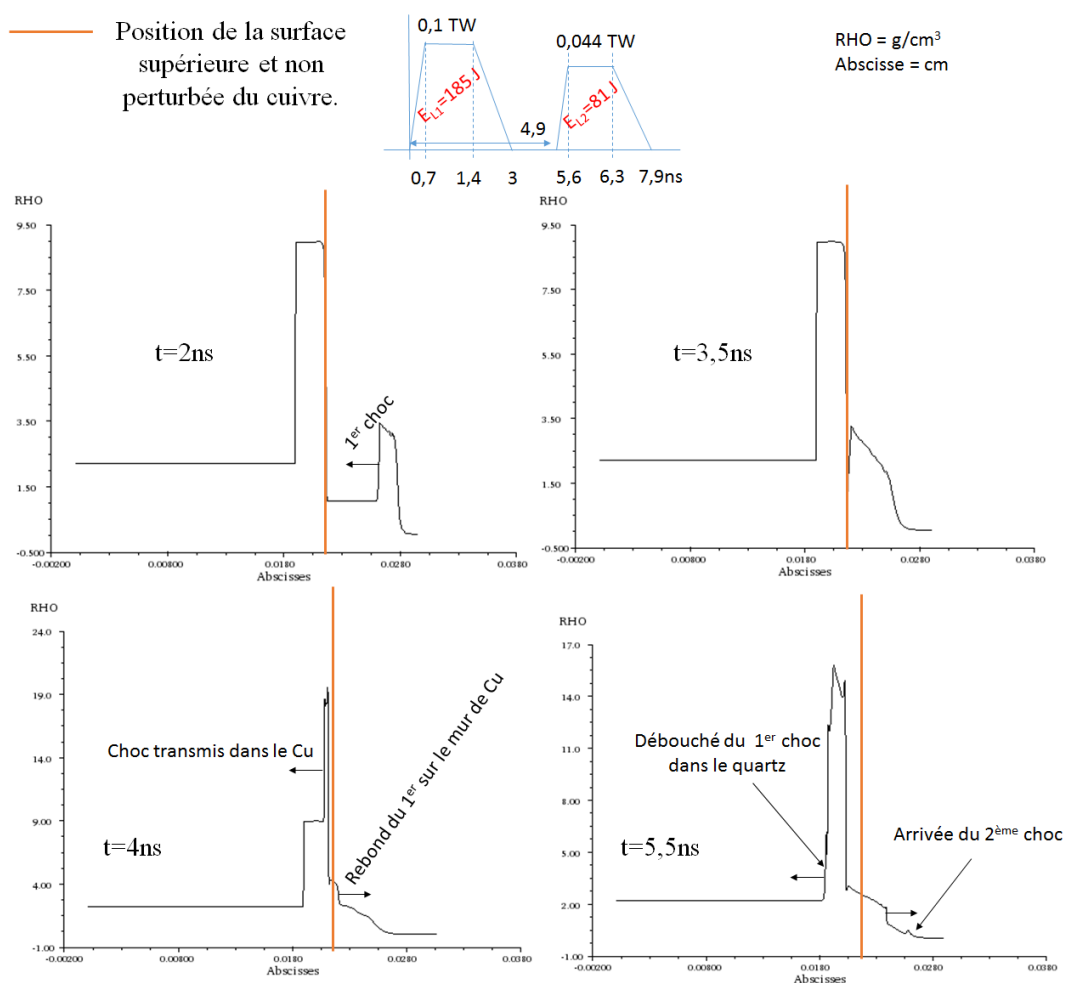 Position de la surface
supérieure et non
perturbée du cuivre.
0,1 TW
E_L1=185 J
0,044 TW
E_L2=81 J
4,9
0,7 1,4 3 5,6 6,3 7,9ns
RHO = g/cm³
Abscisse = cm
RHO
9.50
7.50
5.50
3.50
1.50
-0.500
-0.00200 0.00800 0.0180 0.0280 0.0380
Abscisses
t=2ns
1er choc
RHO
9.50
7.50
5.50
3.50
1.50
-0.500
-0.00200 0.00800 0.0180 0.0280 0.0380
Abscisses
t=3,5ns
RHO
24.0
19.0
14.0
9.00
4.00
-1.00
-0.00200 0.00800 0.0180 0.0280 0.0380
Abscisses
Choc transmis dans le Cu
t=4ns
Rebond du 1er sur le mur de Cu
RHO
17.0
14.0
11.0
8.00
5.00
2.00
-1.00
-0.00200 0.00800 0.0180 0.0280 0.0380
Abscisses
Débouché du 1er choc
dans le quartz
t=5,5ns
Arrivée du 2ème choc